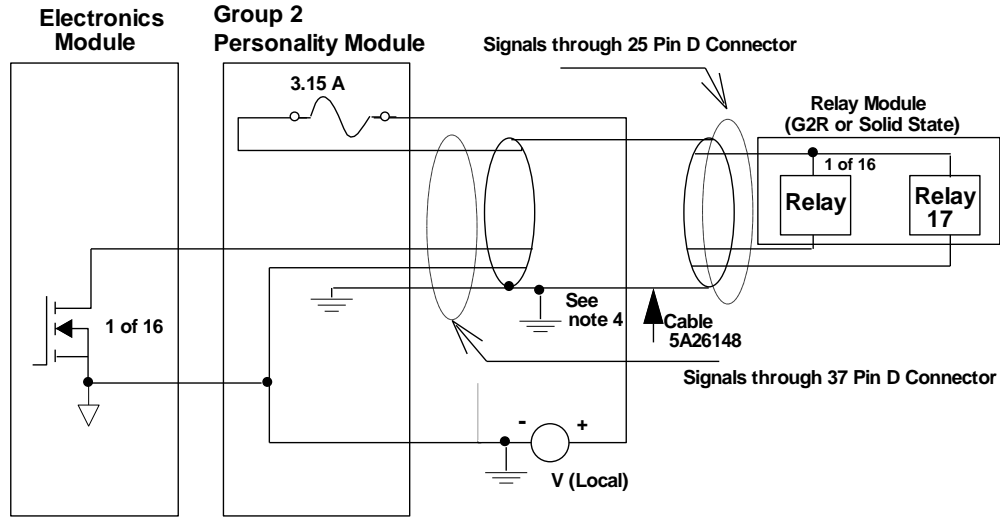 Electronics
Module
Group 2
Personality Module
Signals through 25 Pin D Connector
3.15 A
Relay Module
(G2R or Solid State)
1 of 16
Relay
Relay
17
1 of 16
See
note 4
Cable
5A26148
Signals through 37 Pin D Connector
- +
V (Local)